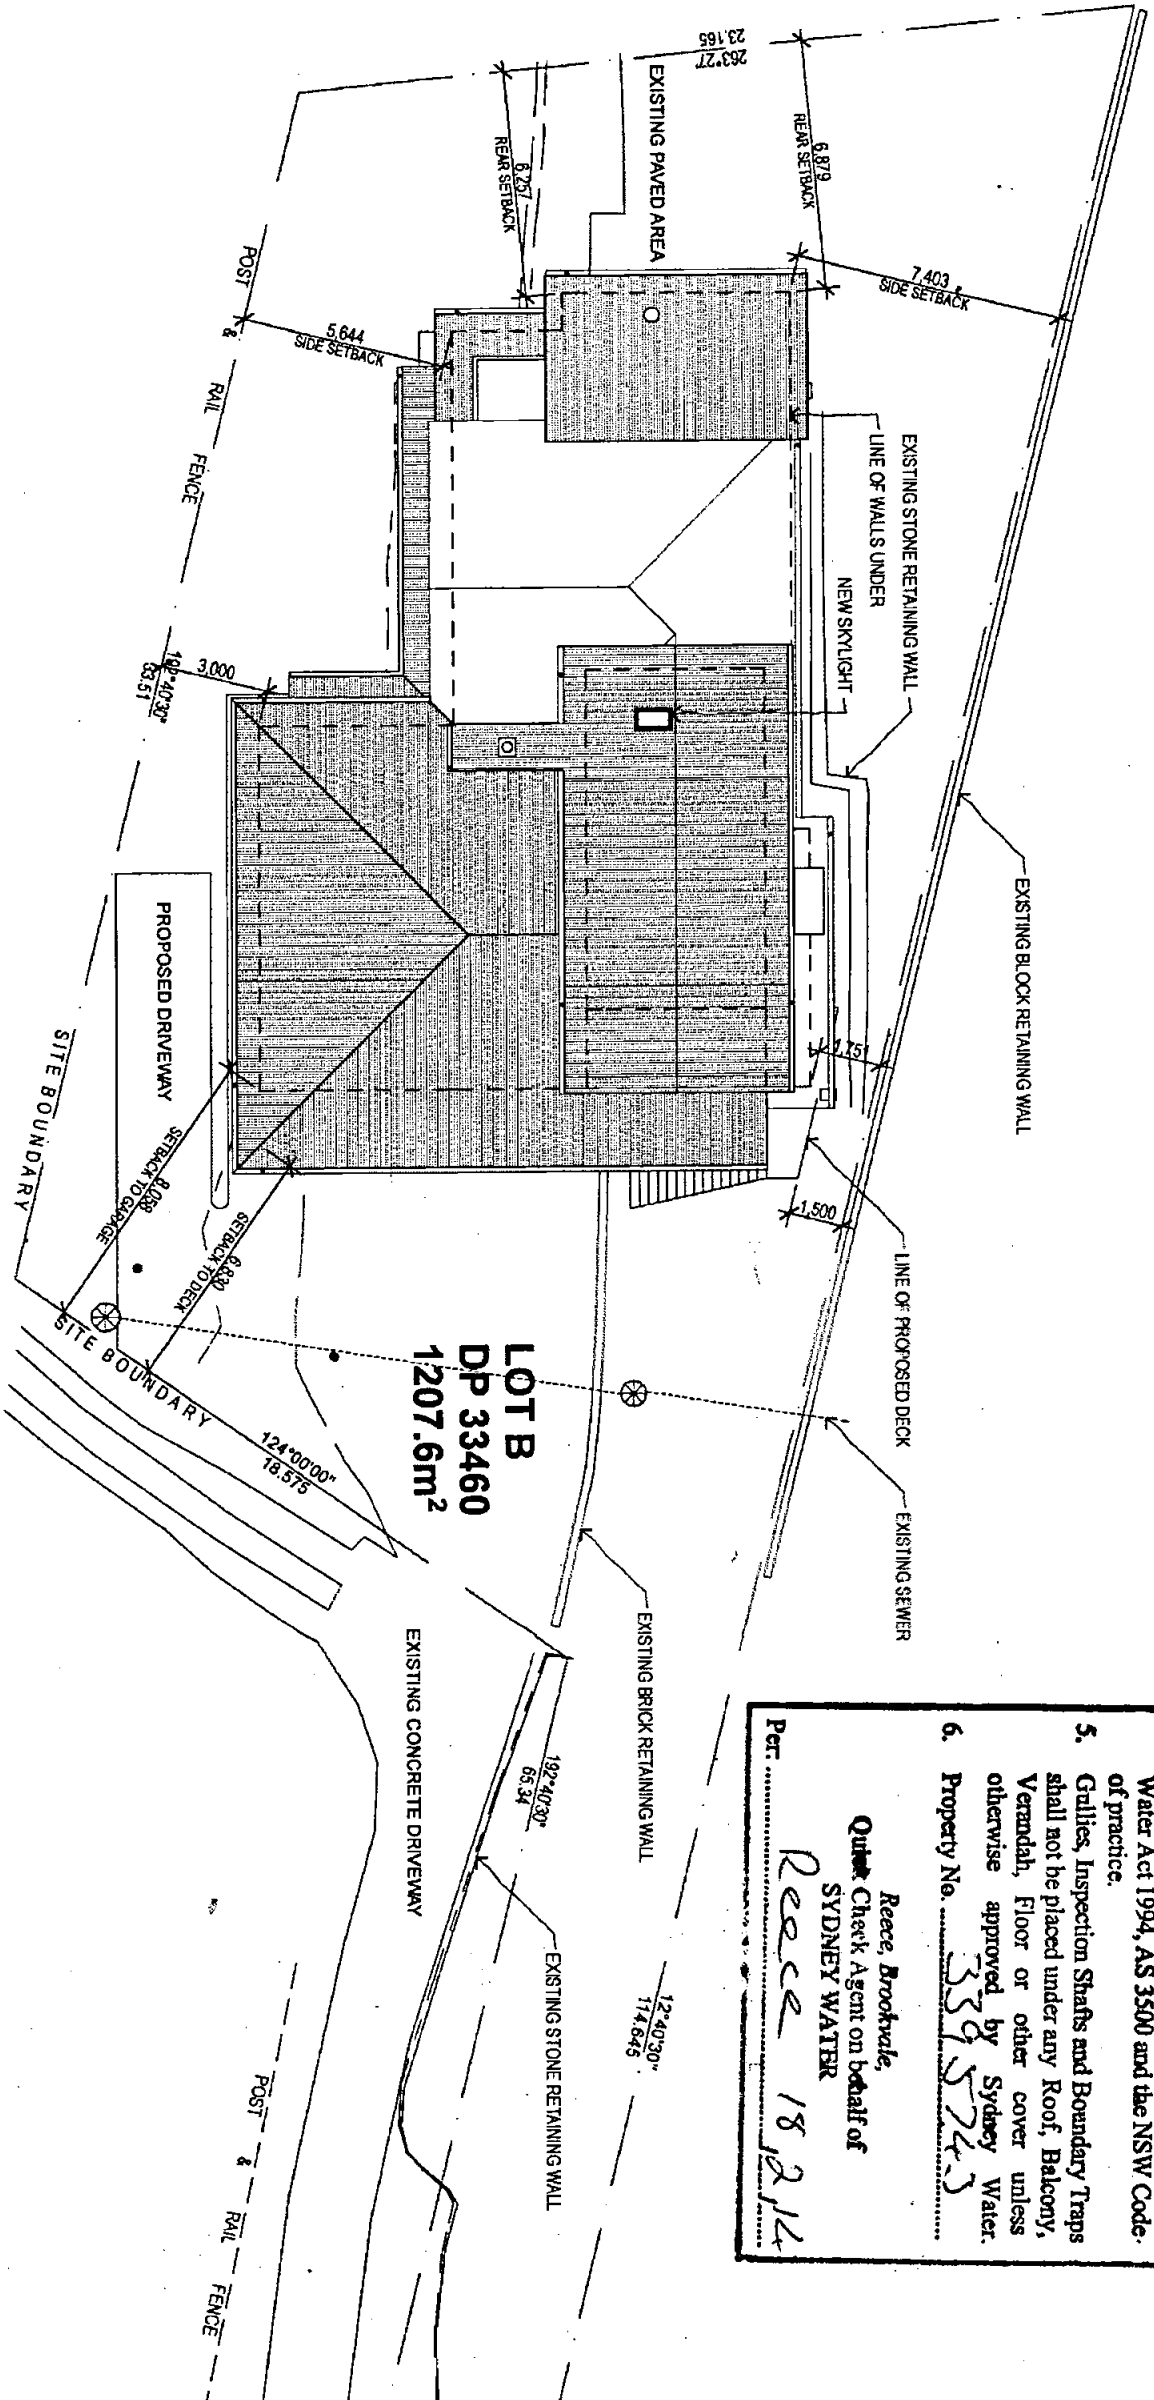 263°27'
23.165
6,879
REAR SETBACK
6,257
REAR SETBACK
EXISTING PAVED AREA
7,403
SIDE SETBACK
POST & RAIL FENCE
5,644
SIDE SETBACK
EXISTING STONE RETAINING WALL
LINE OF WALLS UNDER
NEW SKYLIGHT
EXISTING BLOCK RETAINING WALL
3,000
192°40'30"
PROPOSED DRIVEWAY
SITE BOUNDARY
1,751
1,500
8,058
SETBACK TO GARAGE
SETBACK TO DECK
SITE BOUNDARY
124°00'00"
18.575
LINE OF PROPOSED DECK
EXISTING SEWER
LOT B
DP 33460
1207.6m²
EXISTING BRICK RETAINING WALL
EXISTING CONCRETE DRIVEWAY
192°40'30"
65.34
EXISTING STONE RETAINING WALL
12°40'30"
114.645
POST & RAIL FENCE
Water Act 1994, AS 3500 and the NSW Code
of practice.
5. Gullies, Inspection Shafts and Boundary Traps
shall not be placed under any Roof, Balcony,
Verandah, Floor or other cover unless
otherwise approved by Sydney Water.
6. Property No.
Reece, Brookvale,
Quick Check Agent on behalf of
SYDNEY WATER
Per: Reece 18,2,14